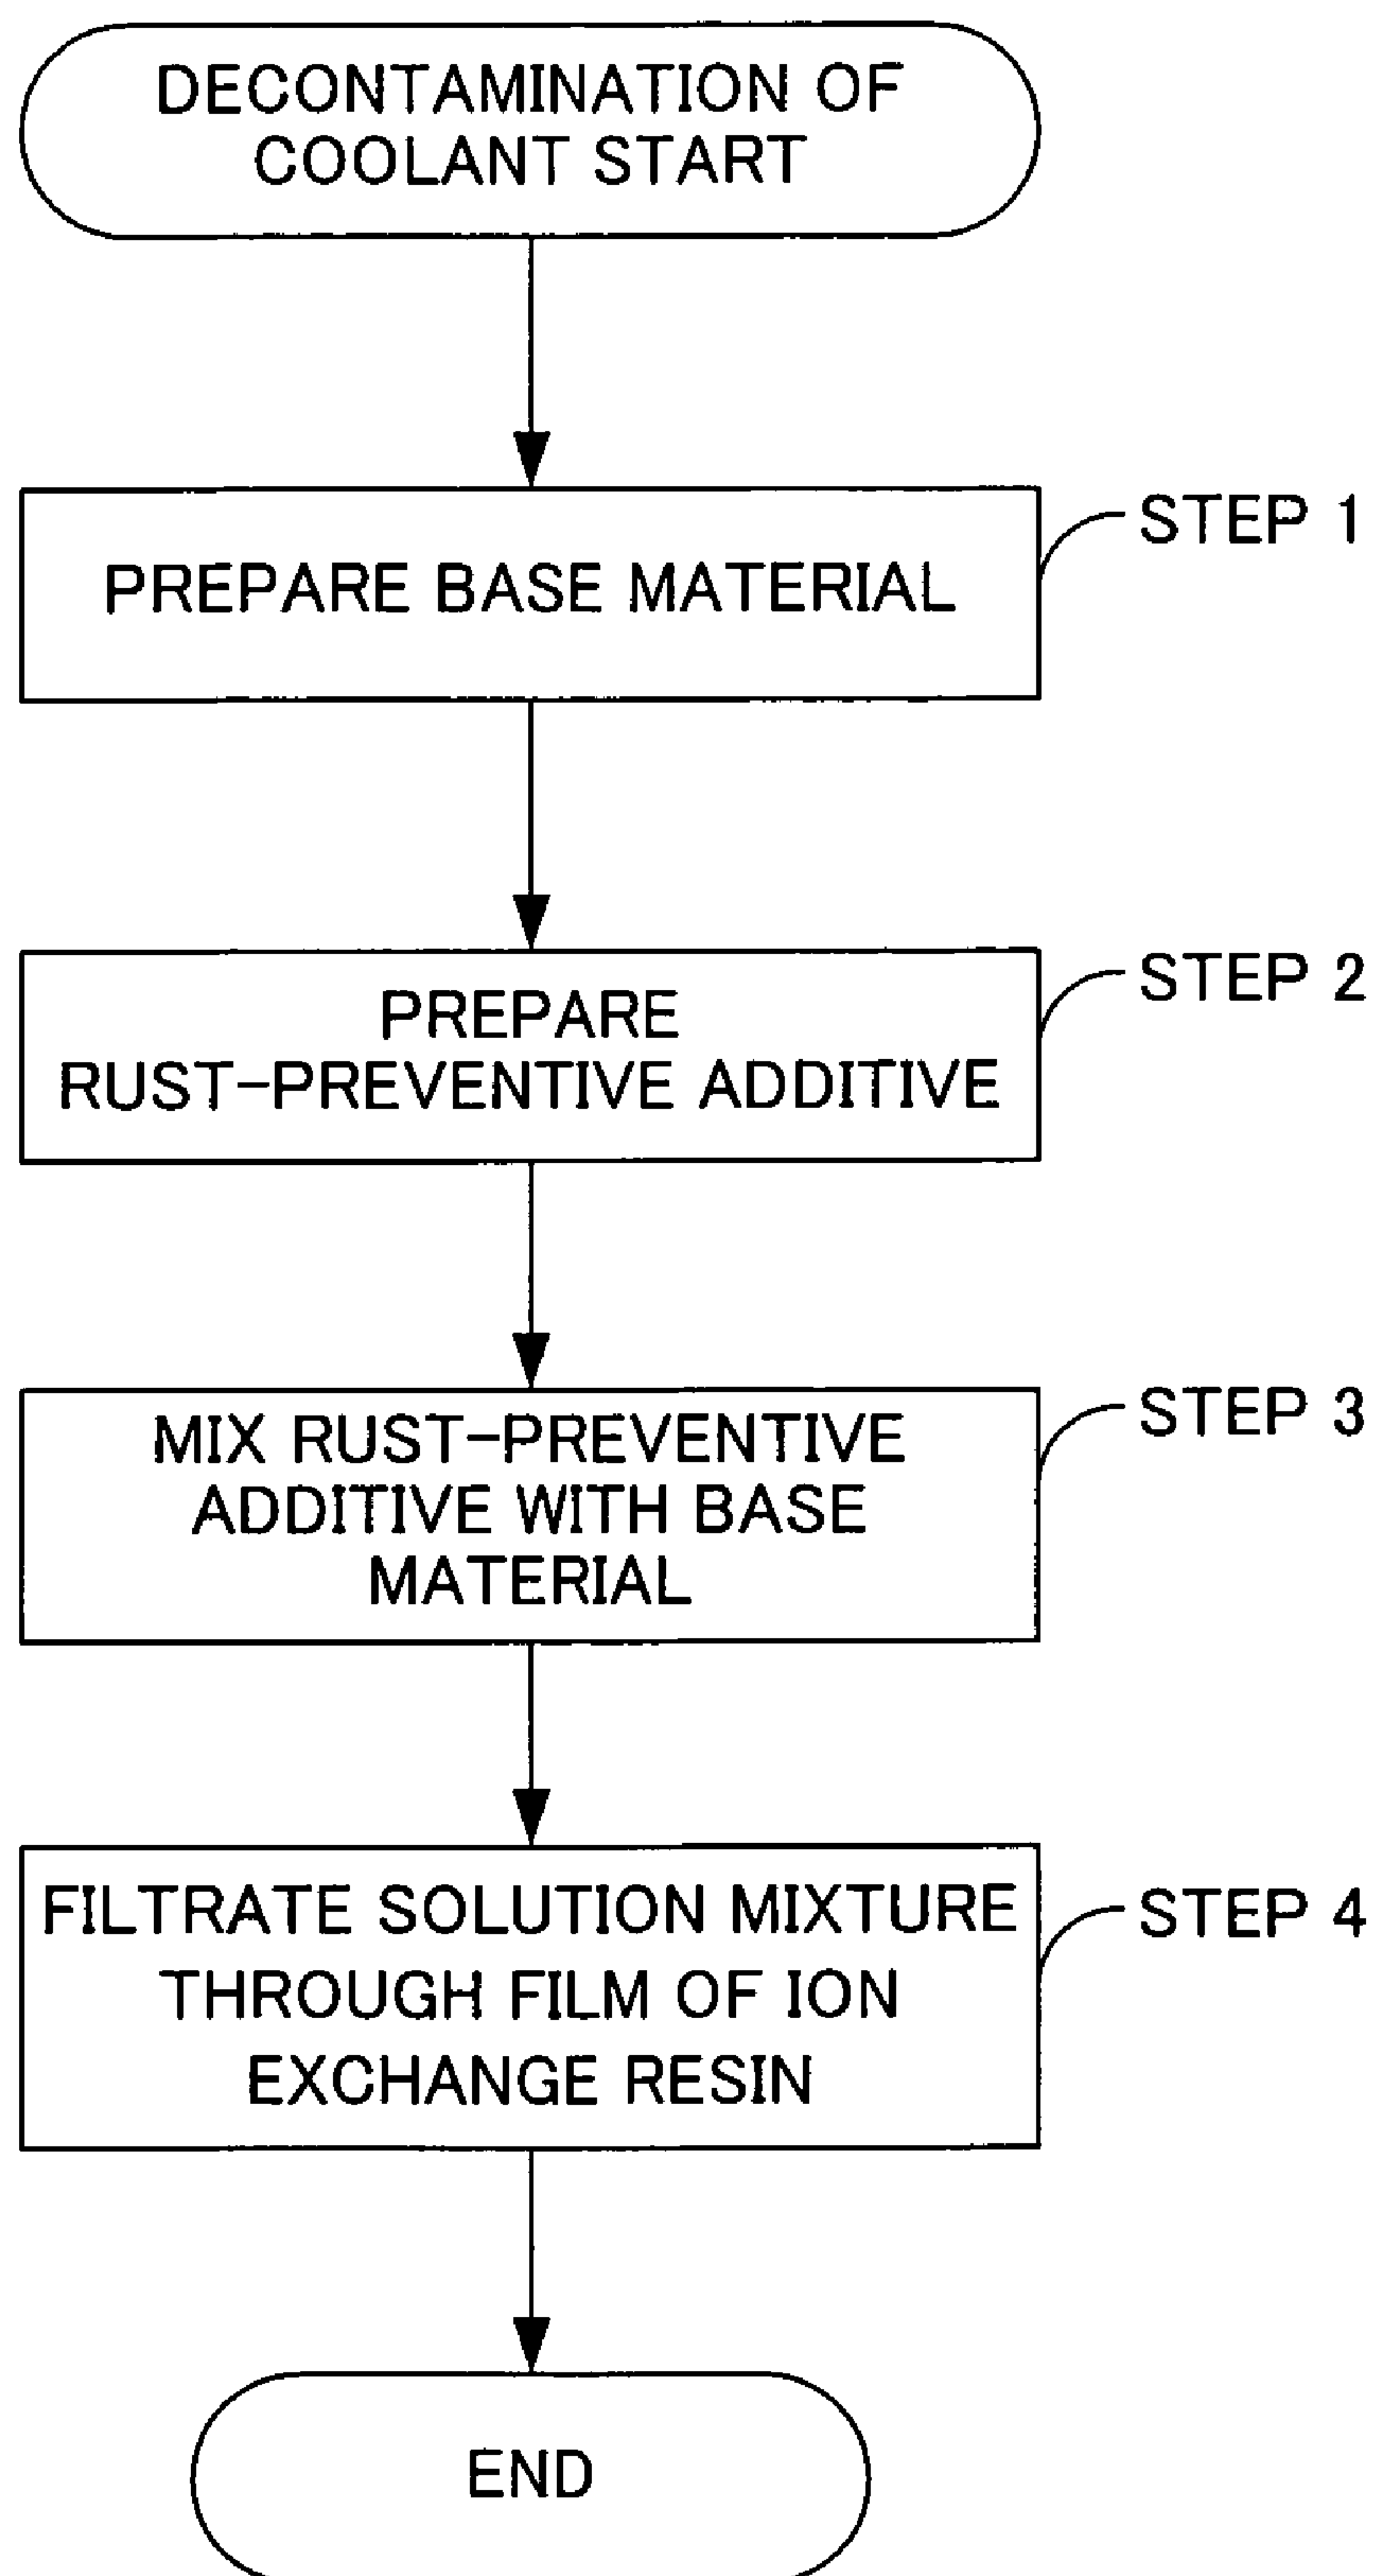 DECONTAMINATION OF
COOLANT START
PREPARE BASE MATERIAL
STEP 1
PREPARE
RUST-PREVENTIVE ADDITIVE
STEP 2
MIX RUST-PREVENTIVE
ADDITIVE WITH BASE
MATERIAL
STEP 3
FILTRATE SOLUTION MIXTURE
THROUGH FILM OF ION
EXCHANGE RESIN
STEP 4
END